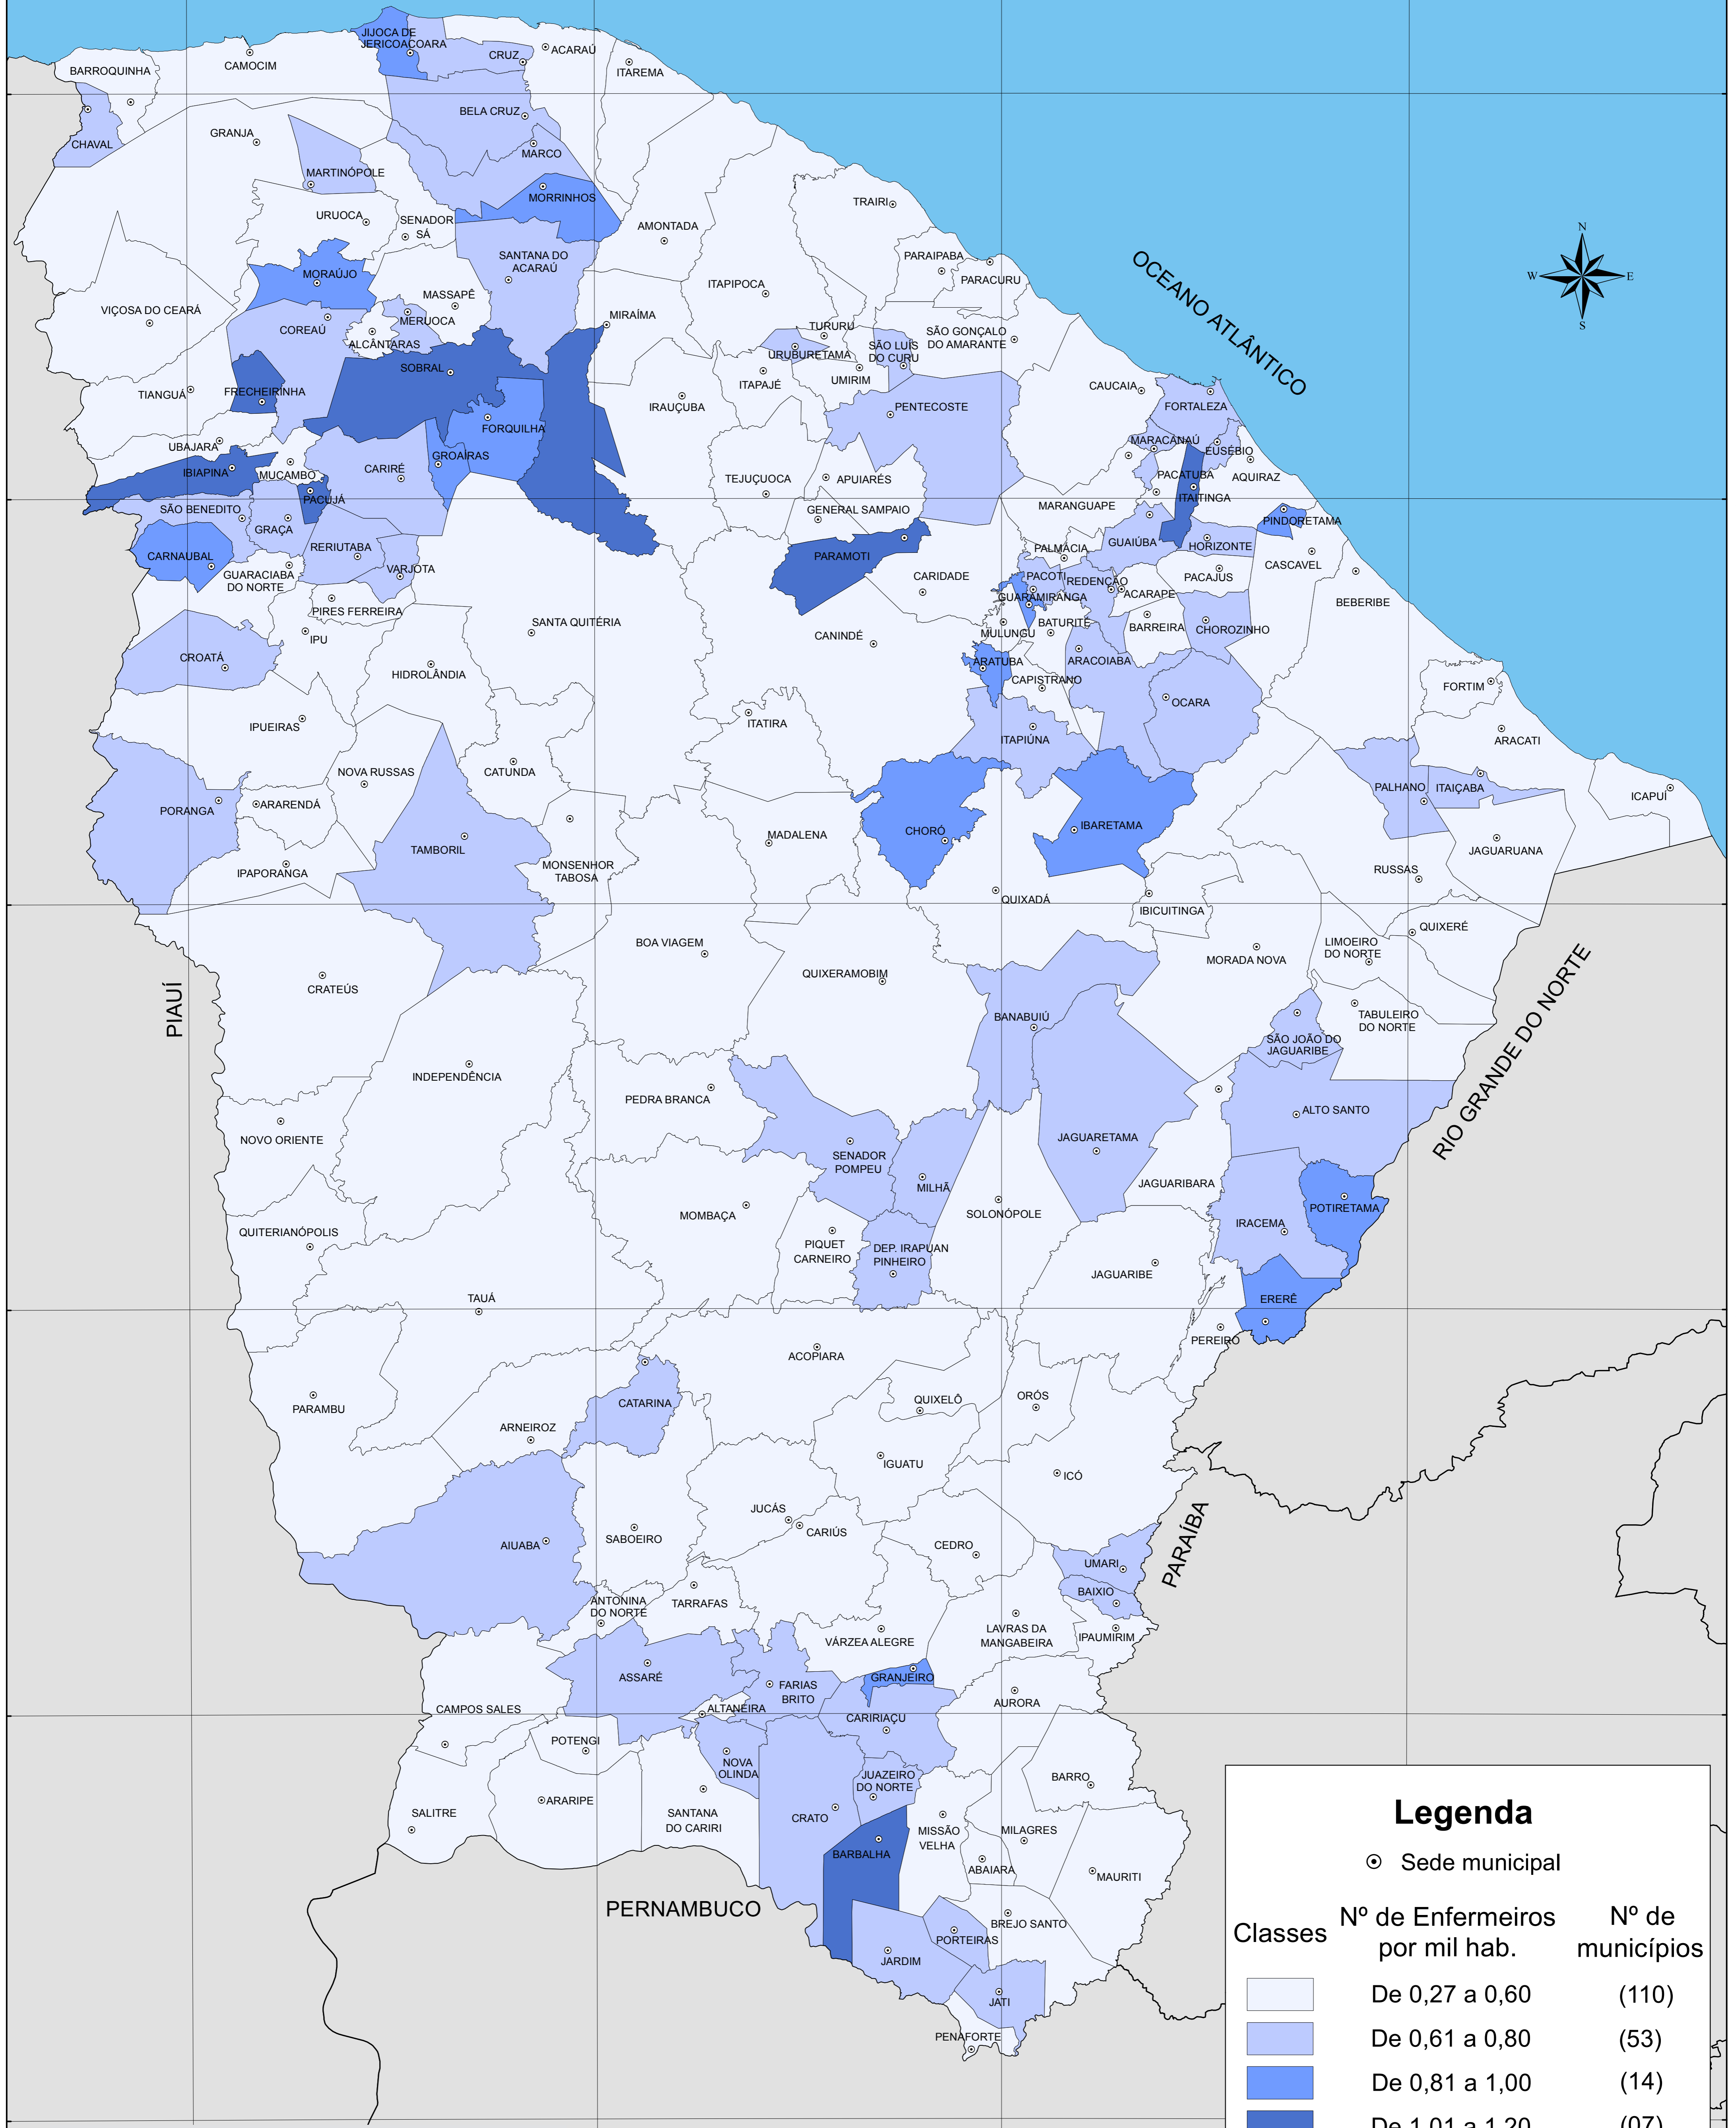 JIJOCA DE
JERICOACOARA
CRUZ
ACARAÚ
ITAREMA
BARROQUINHA
CAMOCIM
BELA CRUZ
CHAVAL
GRANJA
MARCO
MARTINÓPOLE
MORRINHOS
TRAIRI
URUOCA
SENADOR
SÁ
AMONTADA
N
W
E
S
OCEANO ATLÂNTICO
SANTANA DO
ACARAÚ
PARAIPABA
PARACURU
MORAÚJO
ITAPIPOCA
MASSAPÊ
VIÇOSA DO CEARÁ
MIRAÍMA
MERUOCA
COREAÚ
ALCÂNTARAS
TURURU
SÃO GONÇALO
DO AMARANTE
URUBURETAMA
SÃO LUÍS
DO CURU
SOBRAL
ITAPAJÉ
UMIRIM
CAUCAIA
TIANGUÁ
FRECHEIRINHA
IRAUÇUBA
PENTECOSTE
FORTALEZA
FORQUILHA
MARACANAÚ
EUSÉBIO
UBAJARA
GROAÍRAS
IBIAPINA
MUCAMBO
CARIRÉ
TEJUÇUOCA
APUIARÉS
PACATUBA
AQUIRAZ
PACUJÁ
ITAITINGA
SÃO BENEDITO
GENERAL SAMPAIO
MARANGUAPE
GRAÇA
PINDORETAMA
RERIUTABA
CARNAUBAL
PARAMOTI
PALMÁCIA
GUAIÚBA
HORIZONTE
VARJOTA
GUARACIABA
DO NORTE
CARIDADE
PACOTI
REDENÇÃO
PACAJUS
CASCAVEL
GUARAMIRANGA
ACARAPE
BEBERIBE
PIRES FERREIRA
SANTA QUITÉRIA
BATURITÉ
BARREIRA
CHOROZINHO
IPU
CANINDÉ
MULUNGU
CROATÁ
ARATUBA
ARACOIABA
HIDROLÂNDIA
CAPISTRANO
FORTIM
OCARA
IPUEIRAS
ITATIRA
ITAPIÚNA
ARACATI
NOVA RUSSAS
CATUNDA
PALHANO
ITAIÇABA
ICAPUÍ
PORANGA
ARARENDÁ
IBARETAMA
MADALENA
CHORÓ
TAMBORIL
JAGUARUANA
MONSENHOR
TABOSA
IPAPORANGA
RUSSAS
QUIXADÁ
IBICUITINGA
QUIXERÉ
BOA VIAGEM
LIMOEIRO
DO NORTE
MORADA NOVA
QUIXERAMOBIM
CRATEÚS
PIAUÍ
BANABUIÚ
TABULEIRO
DO NORTE
SÃO JOÃO DO
JAGUARIBE
RIO GRANDE DO NORTE
INDEPENDÊNCIA
PEDRA BRANCA
ALTO SANTO
NOVO ORIENTE
JAGUARETAMA
SENADOR
POMPEU
JAGUARIBARA
MILHÃ
POTIRETAMA
MOMBAÇA
SOLONÓPOLE
IRACEMA
QUITERIANÓPOLIS
PIQUET
CARNEIRO
DEP. IRAPUAN
PINHEIRO
JAGUARIBE
TAUÁ
ERERÊ
PEREIRO
ACOPIARA
CATARINA
QUIXELÔ
ORÓS
PARAMBU
ARNEIROZ
IGUATU
ICÓ
JUCÁS
CARIÚS
SABOEIRO
AIUABA
CEDRO
PARAÍBA
UMARI
BAIXIO
ANTONINA
DO NORTE
TARRAFAS
LAVRAS DA
MANGABEIRA
IPAUMIRIM
VÁRZEA ALEGRE
ASSARÉ
GRANJEIRO
FARIAS
BRITO
AURORA
CAMPOS SALES
ALTANEIRA
CARIRIAÇU
POTENGI
NOVA
OLINDA
JUAZEIRO
DO NORTE
BARRO
ARARIPE
SALITRE
SANTANA
DO CARIRI
CRATO
MISSÃO
VELHA
MILAGRES
BARBALHA
ABAIARA
MAURITI
PERNAMBUCO
BREJO SANTO
PORTEIRAS
JARDIM
JATI
PENAFORTE
Legenda
Sede municipal
Classes
Nº de Enfermeiros
por mil hab.
Nº de
municípios
De 0,27 a 0,60 (110)
De 0,61 a 0,80 (53)
De 0,81 a 1,00 (14)
De 1,01 a 1,20 (07)